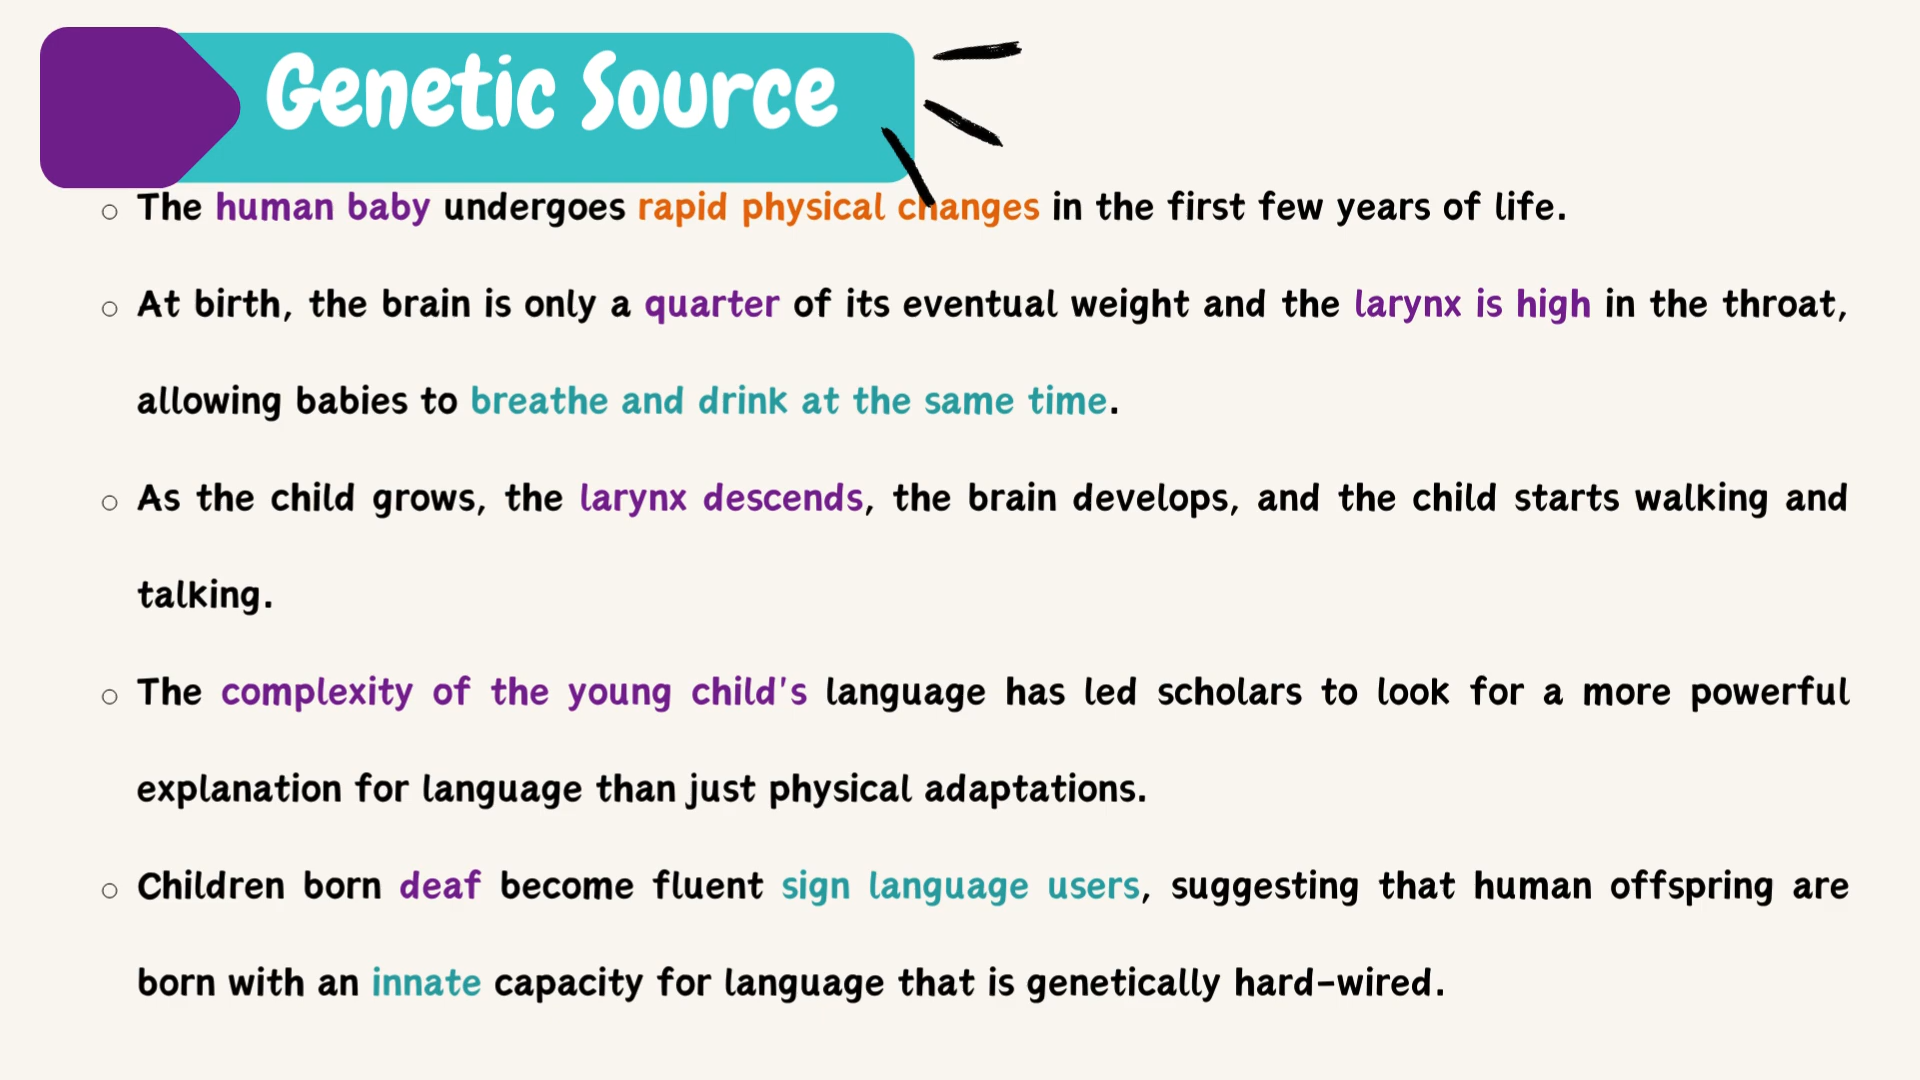 Genetic Source
○ The human baby undergoes rapid physical changes in the first few years of life.
○ At birth, the brain is only a quarter of its eventual weight and the larynx is high in the throat,
allowing babies to breathe and drink at the same time.
○ As the child grows, the larynx descends, the brain develops, and the child starts walking and
talking.
○ The complexity of the young child's language has led scholars to look for a more powerful
explanation for language than just physical adaptations.
○ Children born deaf become fluent sign language users, suggesting that human offspring are
born with an innate capacity for language that is genetically hard-wired.